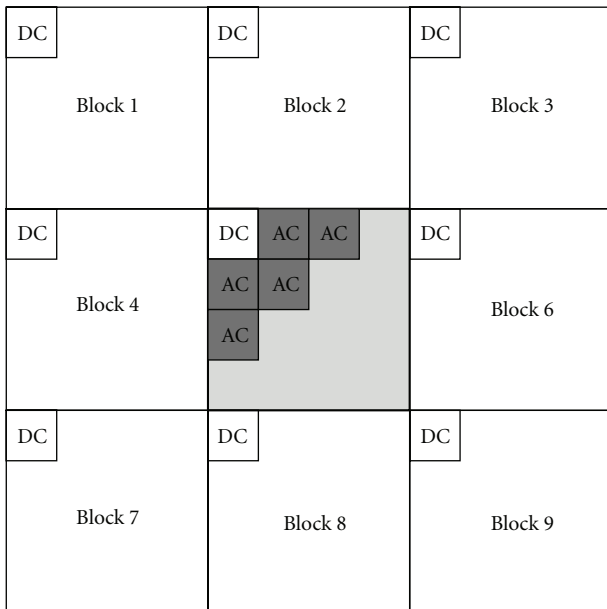 DC
DC
DC
Block 1
Block 2
Block 3
DC
DC AC AC
DC
AC AC
Block 4
Block 6
AC
DC
DC
DC
Block 7
Block 8
Block 9